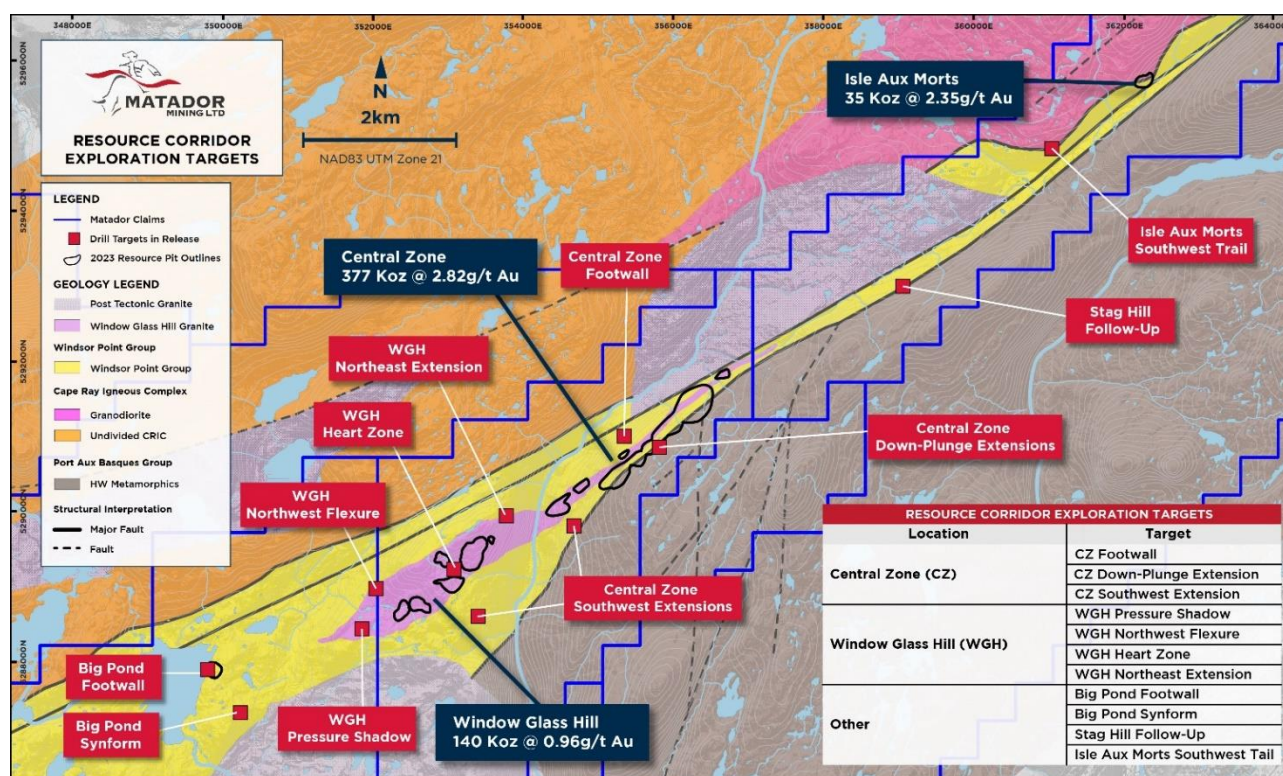 348000E
350000E
352000E
354000E
356000E
358000E
360000E
362000E
364000E
5296000N
5294000N
5292000N
5290000N
5288000N
MATADOR
MINING LTD
RESOURCE CORRIDOR
EXPLORATION TARGETS
N
2km
NAD83 UTM Zone 21
LEGEND
Matador Claims
Drill Targets in Release
2023 Resource Pit Outlines
GEOLOGY LEGEND
Post Tectonic Granite
Window Glass Hill Granite
Windsor Point Group
Windsor Point Group
Cape Ray Igneous Complex
Granodiorite
Undivided CRIC
Port Aux Basques Group
HW Metamorphics
Structural Interpretation
Major Fault
Fault
Isle Aux Morts
35 Koz @ 2.35g/t Au
Isle Aux Morts
Southwest Trail
Central Zone
377 Koz @ 2.82g/t Au
Central Zone
Footwall
Stag Hill
Follow-Up
WGH
Northeast Extension
WGH
Heart Zone
Central Zone
Down-Plunge Extensions
WGH
Northwest Flexure
Central Zone
Southwest Extensions
Big Pond
Footwall
Big Pond
Synform
WGH
Pressure Shadow
Window Glass Hill
140 Koz @ 0.96g/t Au
RESOURCE CORRIDOR EXPLORATION TARGETS
Location Target
Central Zone (CZ)
CZ Footwall
CZ Down-Plunge Extension
CZ Southwest Extension
Window Glass Hill (WGH)
WGH Pressure Shadow
WGH Northwest Flexure
WGH Heart Zone
WGH Northeast Extension
Other
Big Pond Footwall
Big Pond Synform
Stag Hill Follow-Up
Isle Aux Morts Southwest Tail